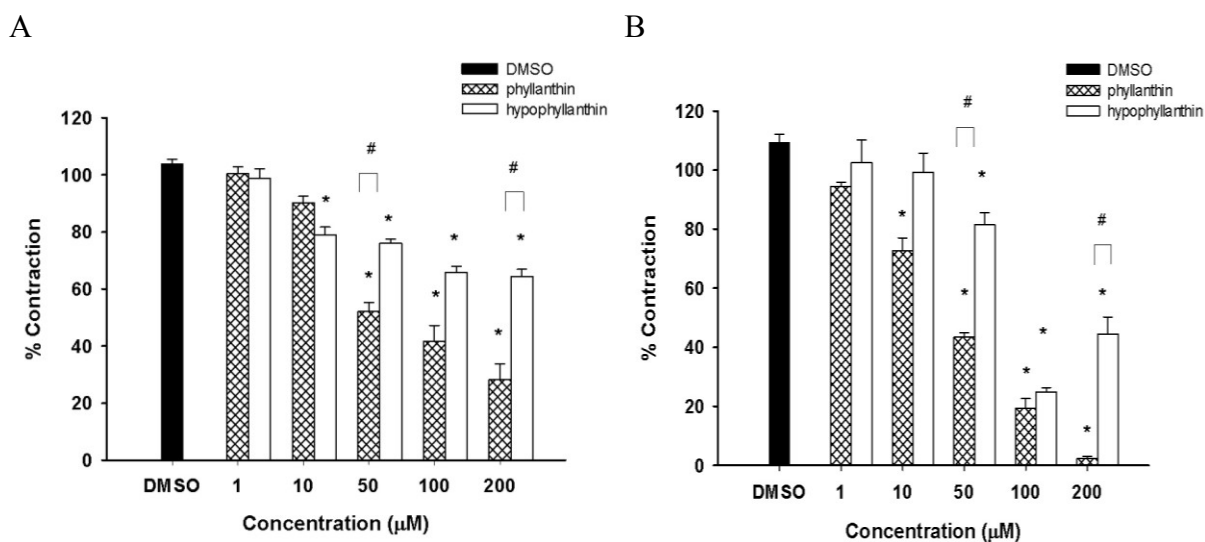 A
DMSO
phyllanthin
hypophyllanthin
120
100
80
60
40
20
0
% Contraction
#
#
*
*
*
*
*
*
*
DMSO 1 10 50 100 200
Concentration (µM)
B
DMSO
phyllanthin
hypophyllanthin
120
100
80
60
40
20
0
% Contraction
#
#
*
*
*
*
*
*
*
DMSO 1 10 50 100 200
Concentration (µM)